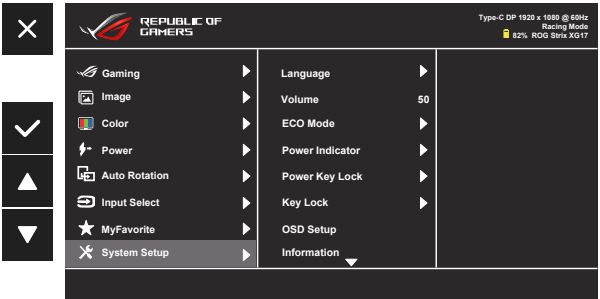 REPUBLIC OF
GAMERS
Type-C DP 1920 x 1080 @ 60Hz
Racing Mode
82% ROG Strix XG17
Gaming
Image
Color
Power
Auto Rotation
Input Select
MyFavorite
System Setup
Language
Volume 50
ECO Mode
Power Indicator
Power Key Lock
Key Lock
OSD Setup
Information